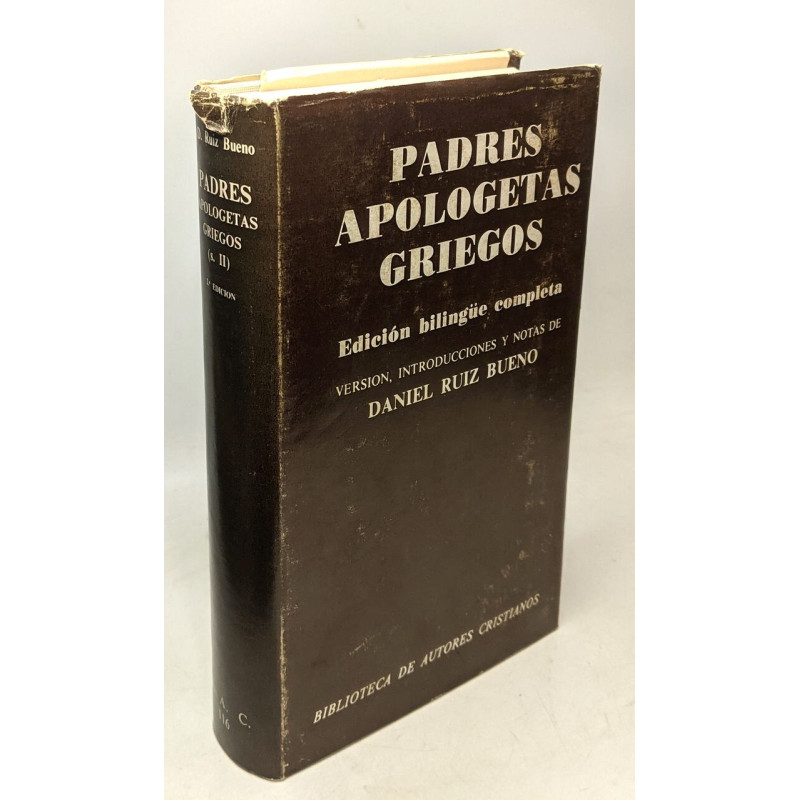 D. Ruiz Bueno
PADRES
APOLOGETAS
GRIEGOS
(s. II)
EDICION
A. C.
116
PADRES
APOLOGETAS
GRIEGOS
Edición bilingüe completa
VERSION, INTRODUCCIONES Y NOTAS DE
DANIEL RUIZ BUENO
BIBLIOTECA DE AUTORES CRISTIANOS